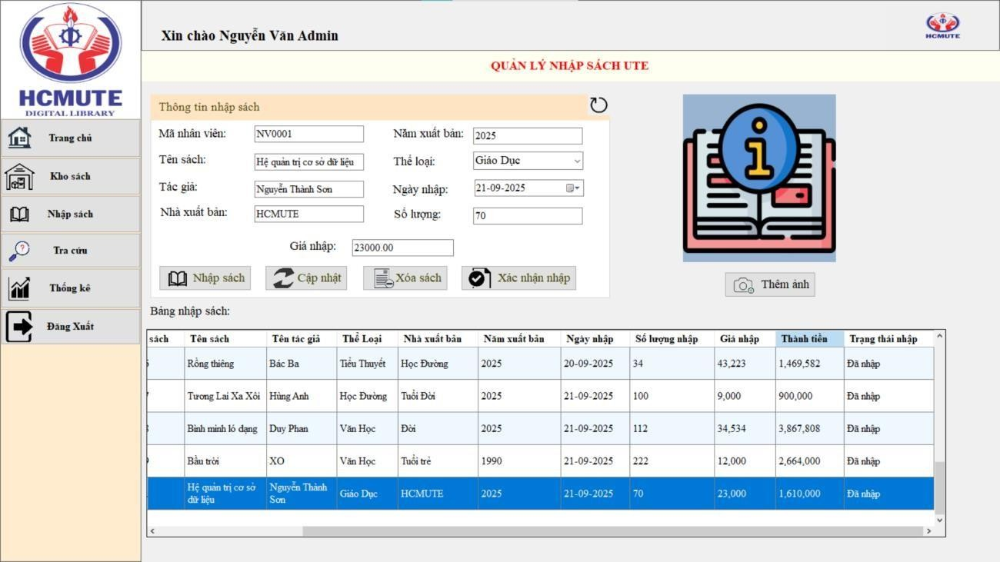 HCMUTE
DIGITAL LIBRARY
Xin chào Nguyễn Văn Admin
HCMUTE
QUẢN LÝ NHẬP SÁCH UTE
Trang chủ
Kho sách
Nhập sách
Tra cứu
Thống kê
Đăng Xuất
Thông tin nhập sách
Mã nhân viên: NV0001 Năm xuất bản: 2025
Tên sách: Hệ quản trị cơ sở dữ liệu Thể loại: Giáo Dục
Tác giả: Nguyễn Thành Sơn Ngày nhập: 21-09-2025
Nhà xuất bản: HCMUTE Số lượng: 70
Giá nhập: 23000.00
Nhập sách Cập nhật Xóa sách Xác nhận nhập
Thêm ảnh
Bảng nhập sách:
sách Tên sách Tên tác giả Thể Loại Nhà xuất bản Năm xuất bản Ngày nhập Số lượng nhập Giá nhập Thành tiền Trạng thái nhập
Rồng thiêng Bác Ba Tiểu Thuyết Học Đường 2025 20-09-2025 34 43,223 1,469,582 Đã nhập
Tương Lai Xa Xôi Hùng Anh Học Đường Tuổi Đời 2025 21-09-2025 100 9,000 900,000 Đã nhập
Bình minh ló dạng Duy Phan Văn Học Đời 2025 21-09-2025 112 34,534 3,867,808 Đã nhập
Bầu trời XO Văn Học Tuổi trẻ 1990 21-09-2025 222 12,000 2,664,000 Đã nhập
Hệ quản trị cơ sở dữ liệu Nguyễn Thành Sơn Giáo Dục HCMUTE 2025 21-09-2025 70 23,000 1,610,000 Đã nhập